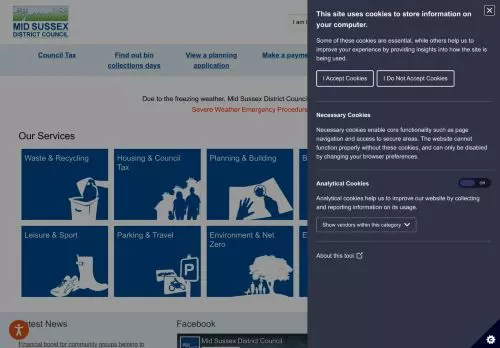 MID SUSSEX
DISTRICT COUNCIL
I am l
Council Tax
Find out bin
collections days
View a planning
application
Make a payme
Due to the freezing weather, Mid Sussex District Counci
Severe Weather Emergency Procedure
Our Services
Waste & Recycling
Housing & Council
Tax
Planning & Building
B
Leisure & Sport
Parking & Travel
Environment & Net
Zero
E
P
Latest News
Facebook
Financial boost for community groups helping to
Mid Sussex District Council
This site uses cookies to store information on
your computer.
Some of these cookies are essential, while others help us to
improve your experience by providing insights into how the site is
being used.
I Accept Cookies
I Do Not Accept Cookies
Necessary Cookies
Necessary cookies enable core functionality such as page
navigation and access to secure areas. The website cannot
function properly without these cookies, and can only be disabled
by changing your browser preferences.
Analytical Cookies
Off
Analytical cookies help us to improve our website by collecting
and reporting information on its usage.
Show vendors within this category
About this tool